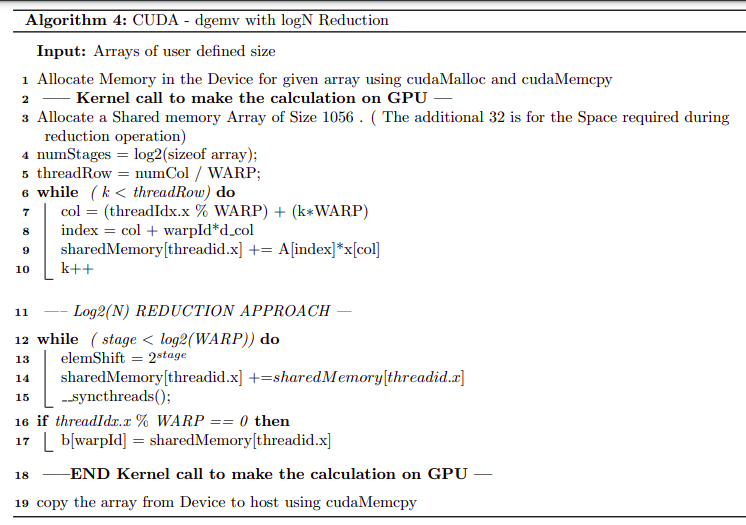 Algorithm 4: CUDA - dgemv with logN Reduction
Input: Arrays of user defined size
1 Allocate Memory in the Device for given array using cudaMalloc and cudaMemcpy
2 —– Kernel call to make the calculation on GPU —
3 Allocate a Shared memory Array of Size 1056 . ( The additional 32 is for the Space required during
reduction operation)
4 numStages = log2(sizeof array);
5 threadRow = numCol / WARP;
6 while ( k < threadRow) do
7 col = (threadIdx.x % WARP) + (k*WARP)
8 index = col + warpId*d_col
9 sharedMemory[threadid.x] += A[index]*x[col]
10 k++
11 —- Log2(N) REDUCTION APPROACH —
12 while ( stage < log2(WARP)) do
13 elemShift = 2^stage
14 sharedMemory[threadid.x] +=sharedMemory[threadid.x]
15 __syncthreads();
16 if threadIdx.x % WARP == 0 then
17 b[warpId] = sharedMemory[threadid.x]
18 —–END Kernel call to make the calculation on GPU —
19 copy the array from Device to host using cudaMemcpy